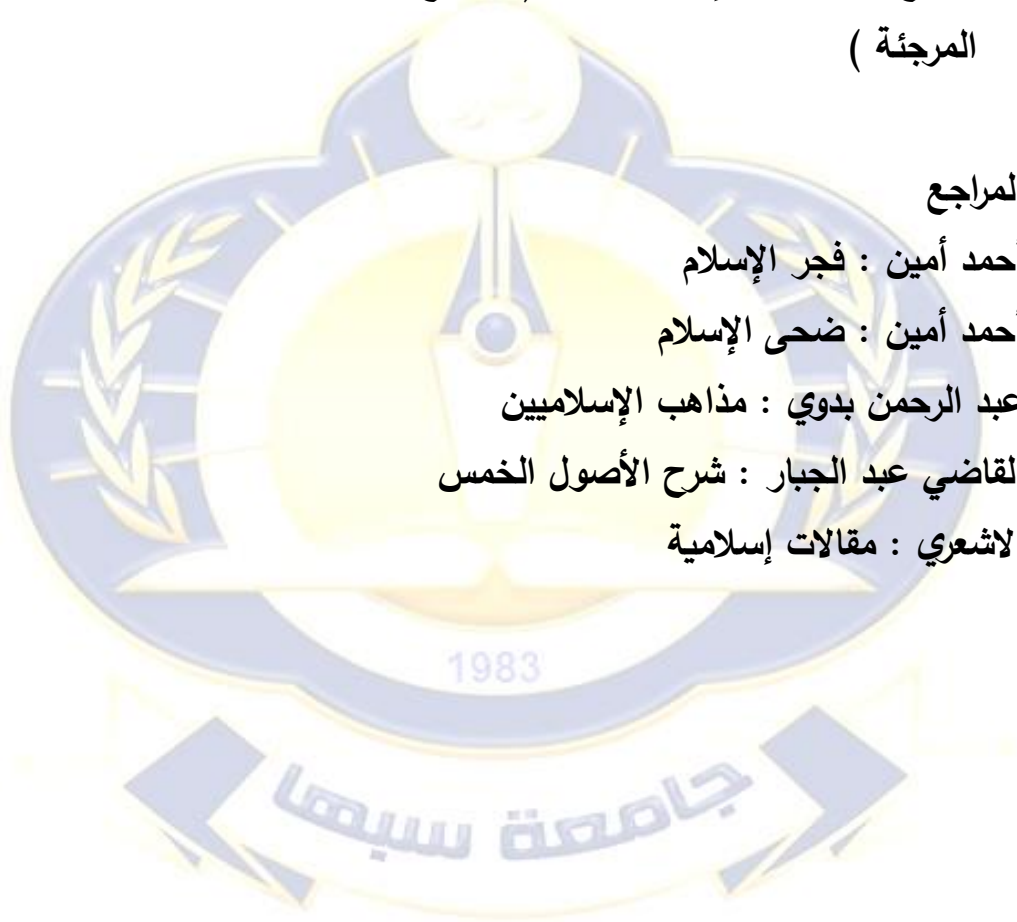 المرجئة )
لمراجع
حمد أمين : فجر الإسلام
حمد أمين : ضحى الإسلام
عبد الرحمن بدوي : مذاهب الإسلاميين
لقاضي عبد الجبار : شرح الأصول الخمس
لاشعري : مقالات إسلامية
1983
جامعة سبها